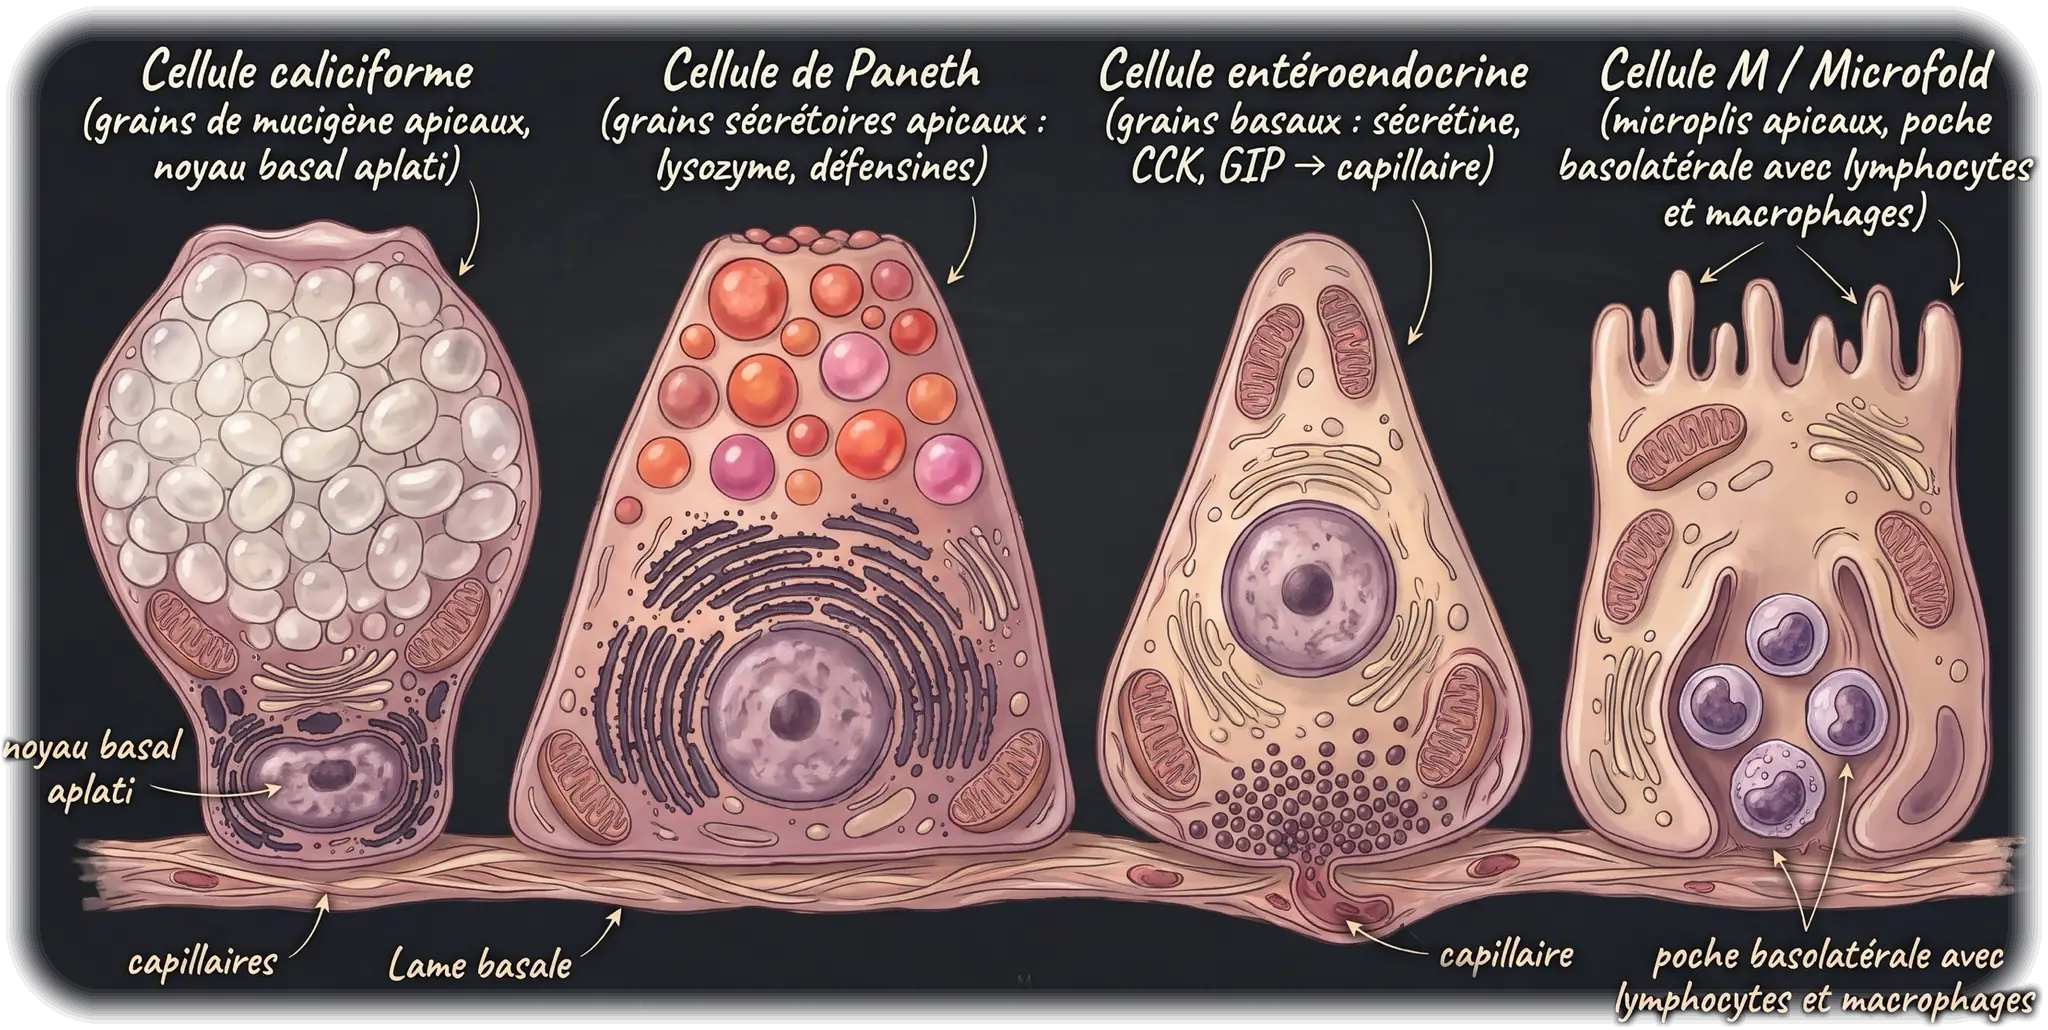 Cellule caliciforme
(grains de mucigène apicaux,
noyau basal aplati)
Cellule de Paneth
(grains sécrétoires apicaux :
lysozyme, défensines)
Cellule entéroendocrine
(grains basaux : sécrétine,
CCK, GIP → capillaire)
Cellule M / Microfold
(microplis apicaux, poche
basolatérale avec lymphocytes
et macrophages)
noyau basal
aplati
capillaires
Lame basale
capillaire
poche basolatérale avec
lymphocytes et macrophages